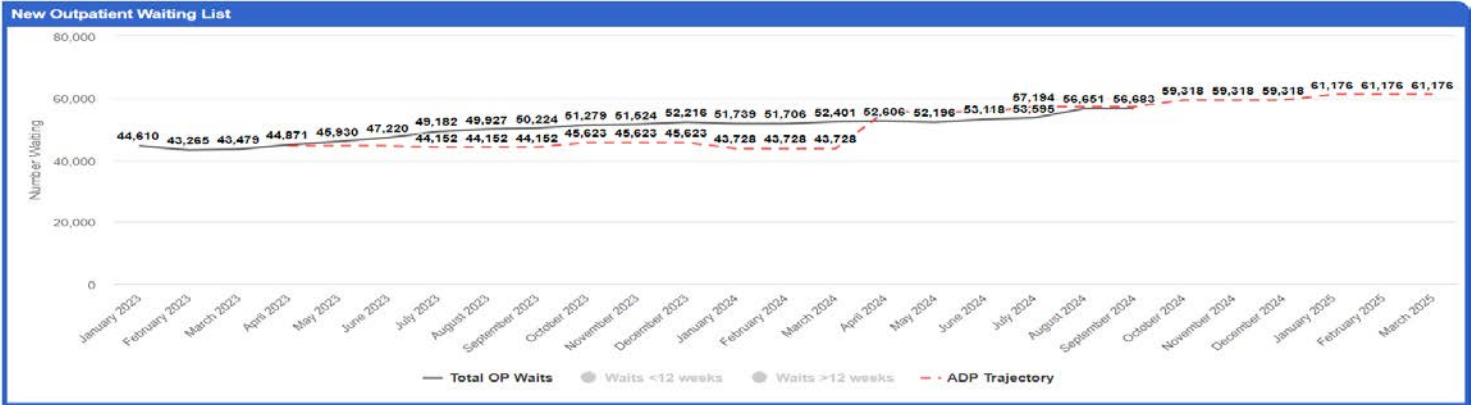 New Outpatient Waiting List
80,000
60,000
40,000
20,000
0
Number Waiting
44,610 43,265 43,479 44,871 45,930 47,220 49,182 49,927 50,224 51,279 51,524 52,216 51,739 51,706 52,401 52,606 52,196 53,118 53,595 56,651 56,683
44,152 44,152 44,152 45,623 45,623 45,623 43,728 43,728 43,728 57,194 59,318 59,318 59,318 61,176 61,176 61,176
January 2023 February 2023 March 2023 April 2023 May 2023 June 2023 July 2023 August 2023 September 2023 October 2023 November 2023 December 2023 January 2024 February 2024 March 2024 April 2024 May 2024 June 2024 July 2024 August 2024 September 2024 October 2024 November 2024 December 2024 January 2025 February 2025 March 2025
Total OP Waits Waits <12 weeks Waits >12 weeks ADP Trajectory